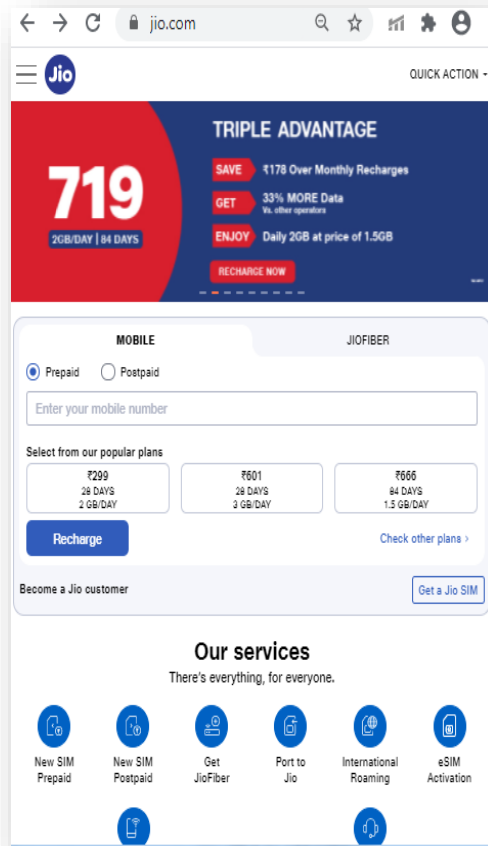 jio.com
Jio
QUICK ACTION
TRIPLE ADVANTAGE
719
2GB/DAY | 84 DAYS
SAVE ₹178 Over Monthly Recharges
GET 33% MORE Data
Vs. other operators
ENJOY Daily 2GB at price of 1.5GB
RECHARGE NOW
MOBILE JIOFIBER
Prepaid Postpaid
Enter your mobile number
Select from our popular plans
₹299 ₹601 ₹666
28 DAYS 28 DAYS 84 DAYS
2 GB/DAY 3 GB/DAY 1.5 GB/DAY
Recharge Check other plans >
Become a Jio customer Get a Jio SIM
Our services
There's everything, for everyone.
New SIM New SIM Get Port to International eSIM
Prepaid Postpaid JioFiber Jio Roaming Activation